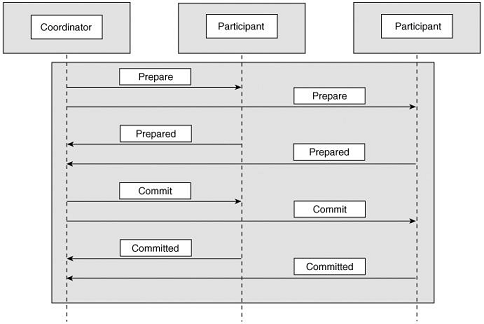 Coordinator
Participant
Participant
Prepare
Prepare
Prepared
Prepared
Commit
Commit
Committed
Committed